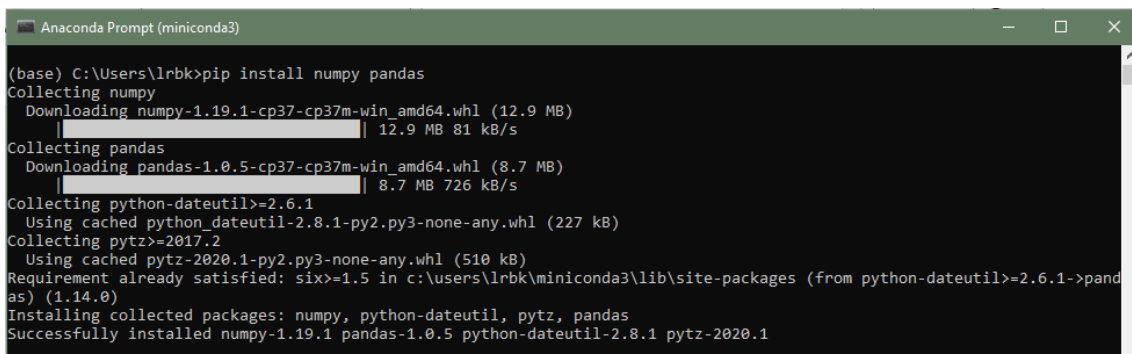 Anaconda Prompt (miniconda3)
(base) C:\Users\lrbk>pip install numpy pandas
Collecting numpy
  Downloading numpy-1.19.1-cp37-cp37m-win_amd64.whl (12.9 MB)
     |████████████████████████████████| 12.9 MB 81 kB/s
Collecting pandas
  Downloading pandas-1.0.5-cp37-cp37m-win_amd64.whl (8.7 MB)
     |████████████████████████████████| 8.7 MB 726 kB/s
Collecting python-dateutil>=2.6.1
  Using cached python_dateutil-2.8.1-py2.py3-none-any.whl (227 kB)
Collecting pytz>=2017.2
  Using cached pytz-2020.1-py2.py3-none-any.whl (510 kB)
Requirement already satisfied: six>=1.5 in c:\users\lrbk\miniconda3\lib\site-packages (from python-dateutil>=2.6.1->pand
as) (1.14.0)
Installing collected packages: numpy, python-dateutil, pytz, pandas
Successfully installed numpy-1.19.1 pandas-1.0.5 python-dateutil-2.8.1 pytz-2020.1